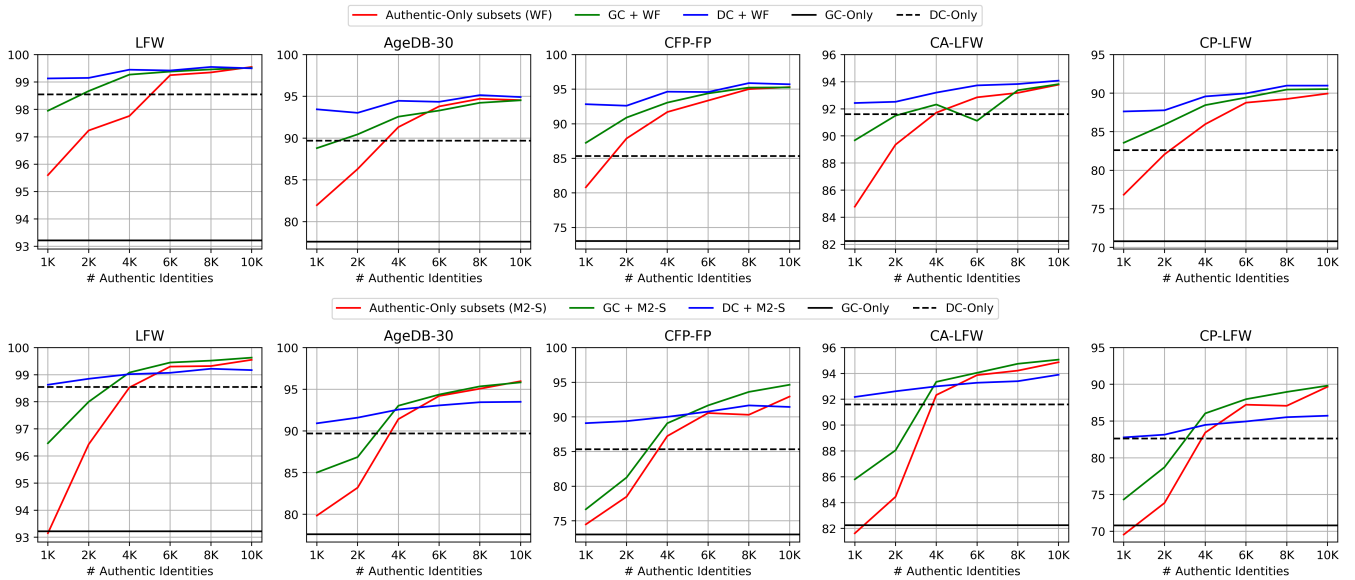 Authentic-Only subsets (WF) GC + WF DC + WF GC-Only DC-Only
LFW AgeDB-30 CFP-FP CA-LFW CP-LFW
100
99
98
97
96
95
94
93
1K 2K 4K 6K 8K 10K
# Authentic Identities
100
95
90
85
80
1K 2K 4K 6K 8K 10K
# Authentic Identities
100
95
90
85
80
75
1K 2K 4K 6K 8K 10K
# Authentic Identities
96
94
92
90
88
86
84
82
1K 2K 4K 6K 8K 10K
# Authentic Identities
95
90
85
80
75
70
1K 2K 4K 6K 8K 10K
# Authentic Identities
Authentic-Only subsets (M2-S) GC + M2-S DC + M2-S GC-Only DC-Only
LFW AgeDB-30 CFP-FP CA-LFW CP-LFW
100
99
98
97
96
95
94
93
1K 2K 4K 6K 8K 10K
# Authentic Identities
100
95
90
85
80
1K 2K 4K 6K 8K 10K
# Authentic Identities
100
95
90
85
80
75
1K 2K 4K 6K 8K 10K
# Authentic Identities
96
94
92
90
88
86
84
82
1K 2K 4K 6K 8K 10K
# Authentic Identities
95
90
85
80
75
70
1K 2K 4K 6K 8K 10K
# Authentic Identities